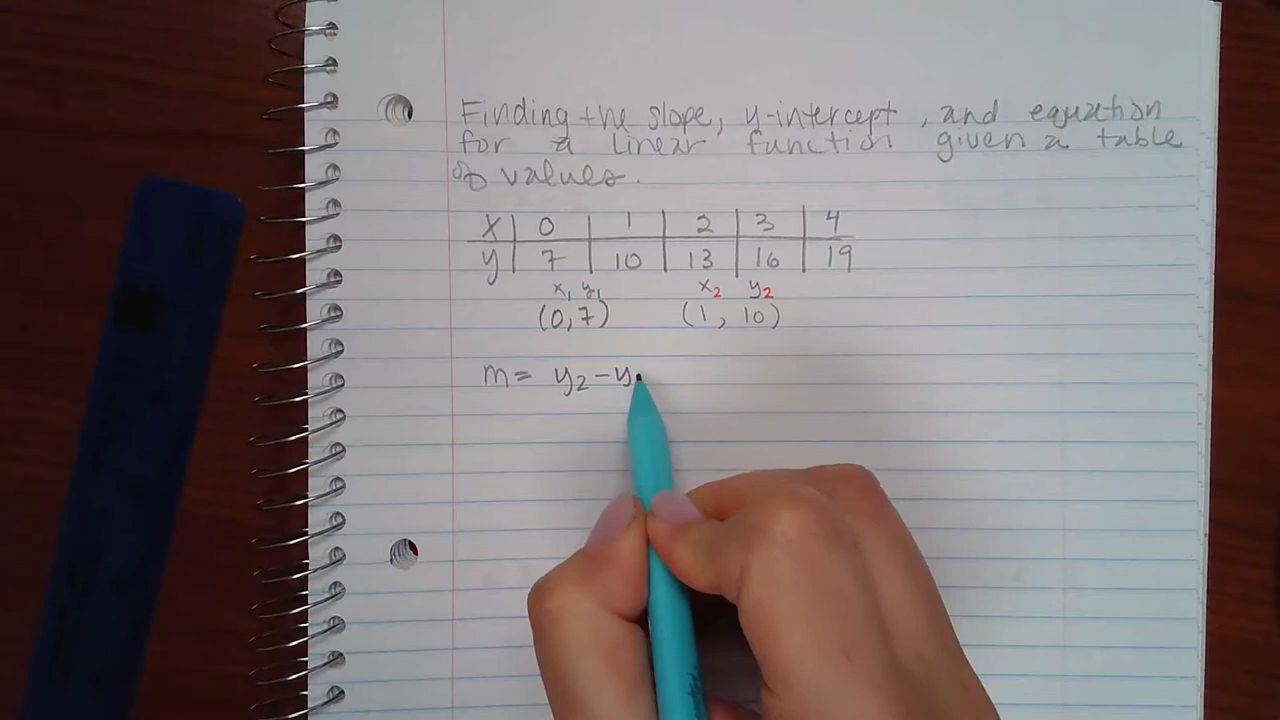 Finding the slope, y-intercept, and equation
for a linear function given a table
of values.
x 0 1 2 3 4
y 7 10 13 16 19
x₁ y₁ x₂ y₂
(0,7) (1, 10)
m = y₂ - y